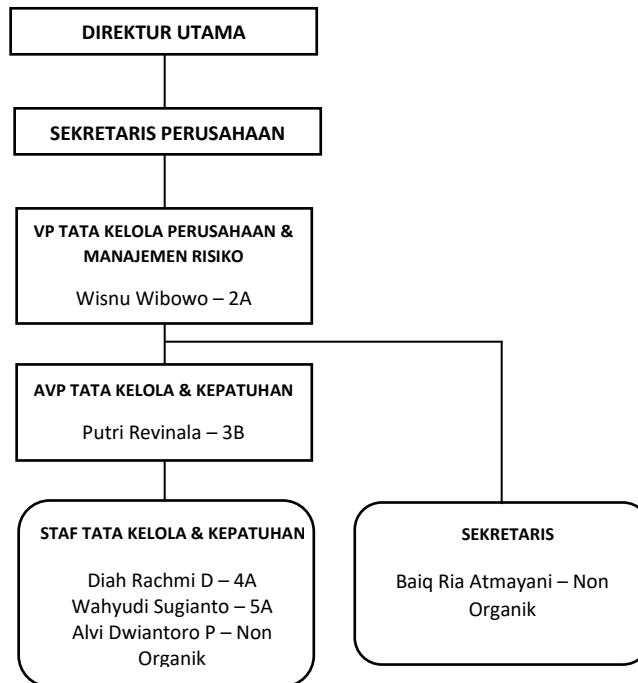 DIREKTUR UTAMA
SEKRETARIS PERUSAHAAN
VP TATA KELOLA PERUSAHAAN &
MANAJEMEN RISIKO
Wisnu Wibowo – 2A
AVP TATA KELOLA & KEPATUHAN
Putri Revinala – 3B
STAF TATA KELOLA & KEPATUHAN
Diah Rachmi D – 4A
Wahyudi Sugianto – 5A
Alvi Dwiantoro P – Non
Organik
SEKRETARIS
Baiq Ria Atmayani – Non
Organik